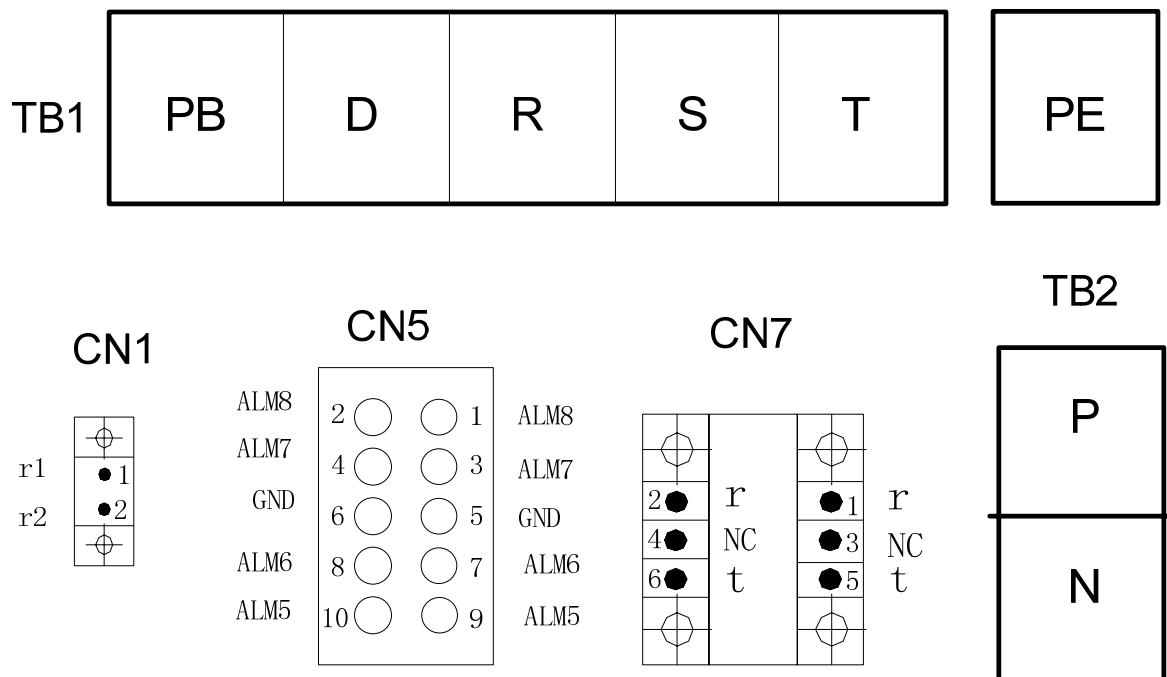 TB1 PB D R S T PE
TB2
CN1 CN5 CN7
P
N
r1 1
r2 2
ALM8 2 1 ALM8
ALM7 4 3 ALM7
GND 6 5 GND
ALM6 8 7 ALM6
ALM5 10 9 ALM5
2 r 1 r
4 NC 3 NC
6 t 5 t